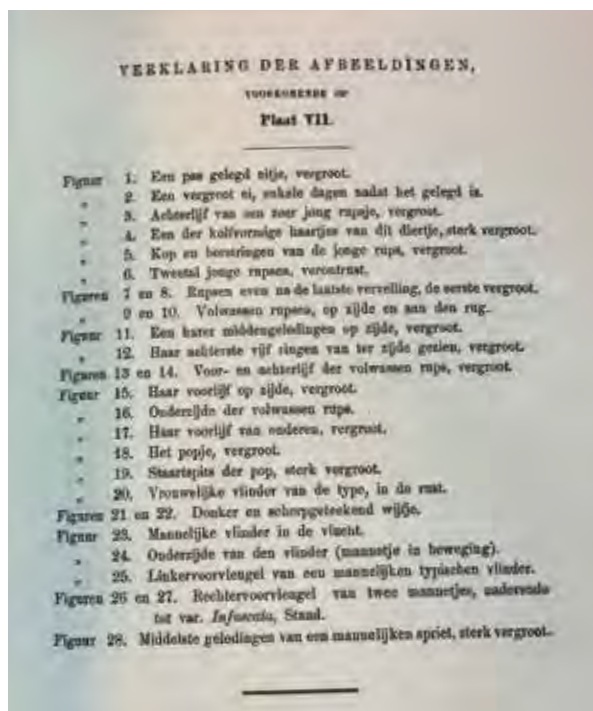 VERKLARING DER AFBEELDINGEN,
VOORKOMENDE OP
Plaat VII.
Figuur 1. Een pas gelegd eitje, vergroot.
„ 2. Een vergroot ei, enkele dagen nadat het gelegd is.
„ 3. Achterlijf van een zeer jong rupsje, vergroot.
„ 4. Een der kolfvormige haartjes van dit diertje, sterk vergroot.
„ 5. Kop en borstringen van de jonge rups, vergroot.
„ 6. Tweetal jonge rupsen, verontrust.
Figuren 7 en 8. Rupsen even na de laatste vervelling, de eerste vergroot.
„ 9 en 10. Volwassen rupsen, op zijde en aan den rug.
Figuur 11. Een harer middengeledingen op zijde, vergroot.
„ 12. Haar achterste vijf ringen van ter zijde gezien, vergroot.
Figuren 13 en 14. Voor- en achterlijf der volwassen rups, vergroot.
Figuur 15. Haar voorlijf op zijde, vergroot.
„ 16. Onderzijde der volwassen rups.
„ 17. Haar voorlijf van onderen, vergroot.
„ 18. Het popje, vergroot.
„ 19. Staartspits der pop, sterk vergroot.
„ 20. Vrouwelijke vlinder van de type, in de rust.
Figuren 21 en 22. Donker en scherpgeteekend wijfje.
Figuur 23. Mannelijke vlinder in de vlucht.
„ 24. Onderzijde van den vlinder (mannetje in beweging).
„ 25. Linkervoorvleugel van een mannelijken typischen vlinder.
Figuren 26 en 27. Rechtervoorvleugel van twee mannetjes, naderende
tot var. Infuscata, Staud.
Figuur 28. Middelste geledingen van een mannelijken spriet, sterk vergroot.